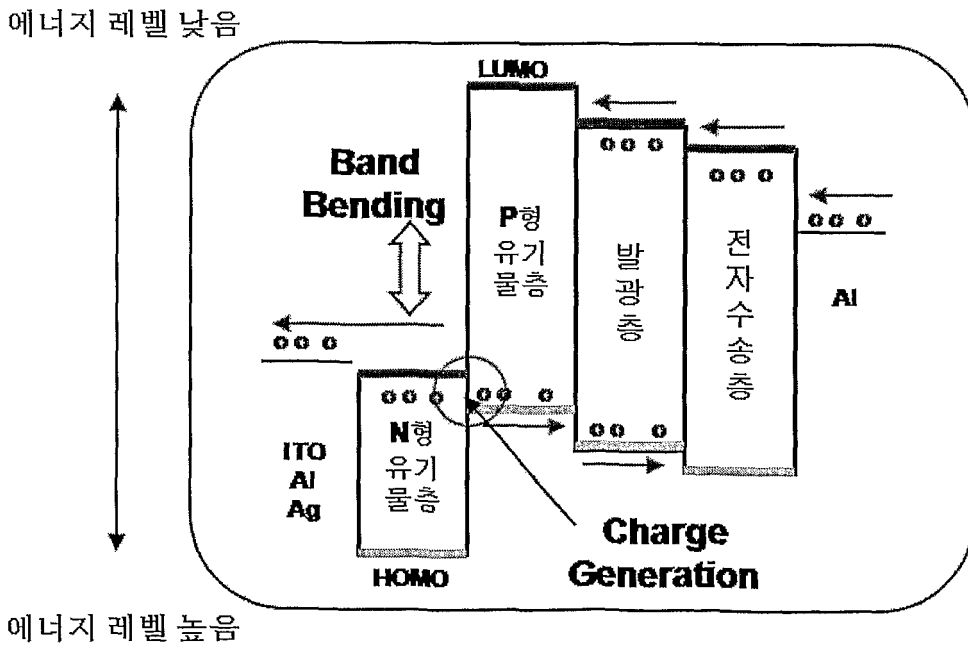 에너지 레벨 낮음
LUMO
Band
Bending
P형
유기
물층
발
광
층
전
자
수
송
층
Al
ITO
Al
Ag
N형
유기
물층
HOMO
Charge
Generation
에너지 레벨 높음